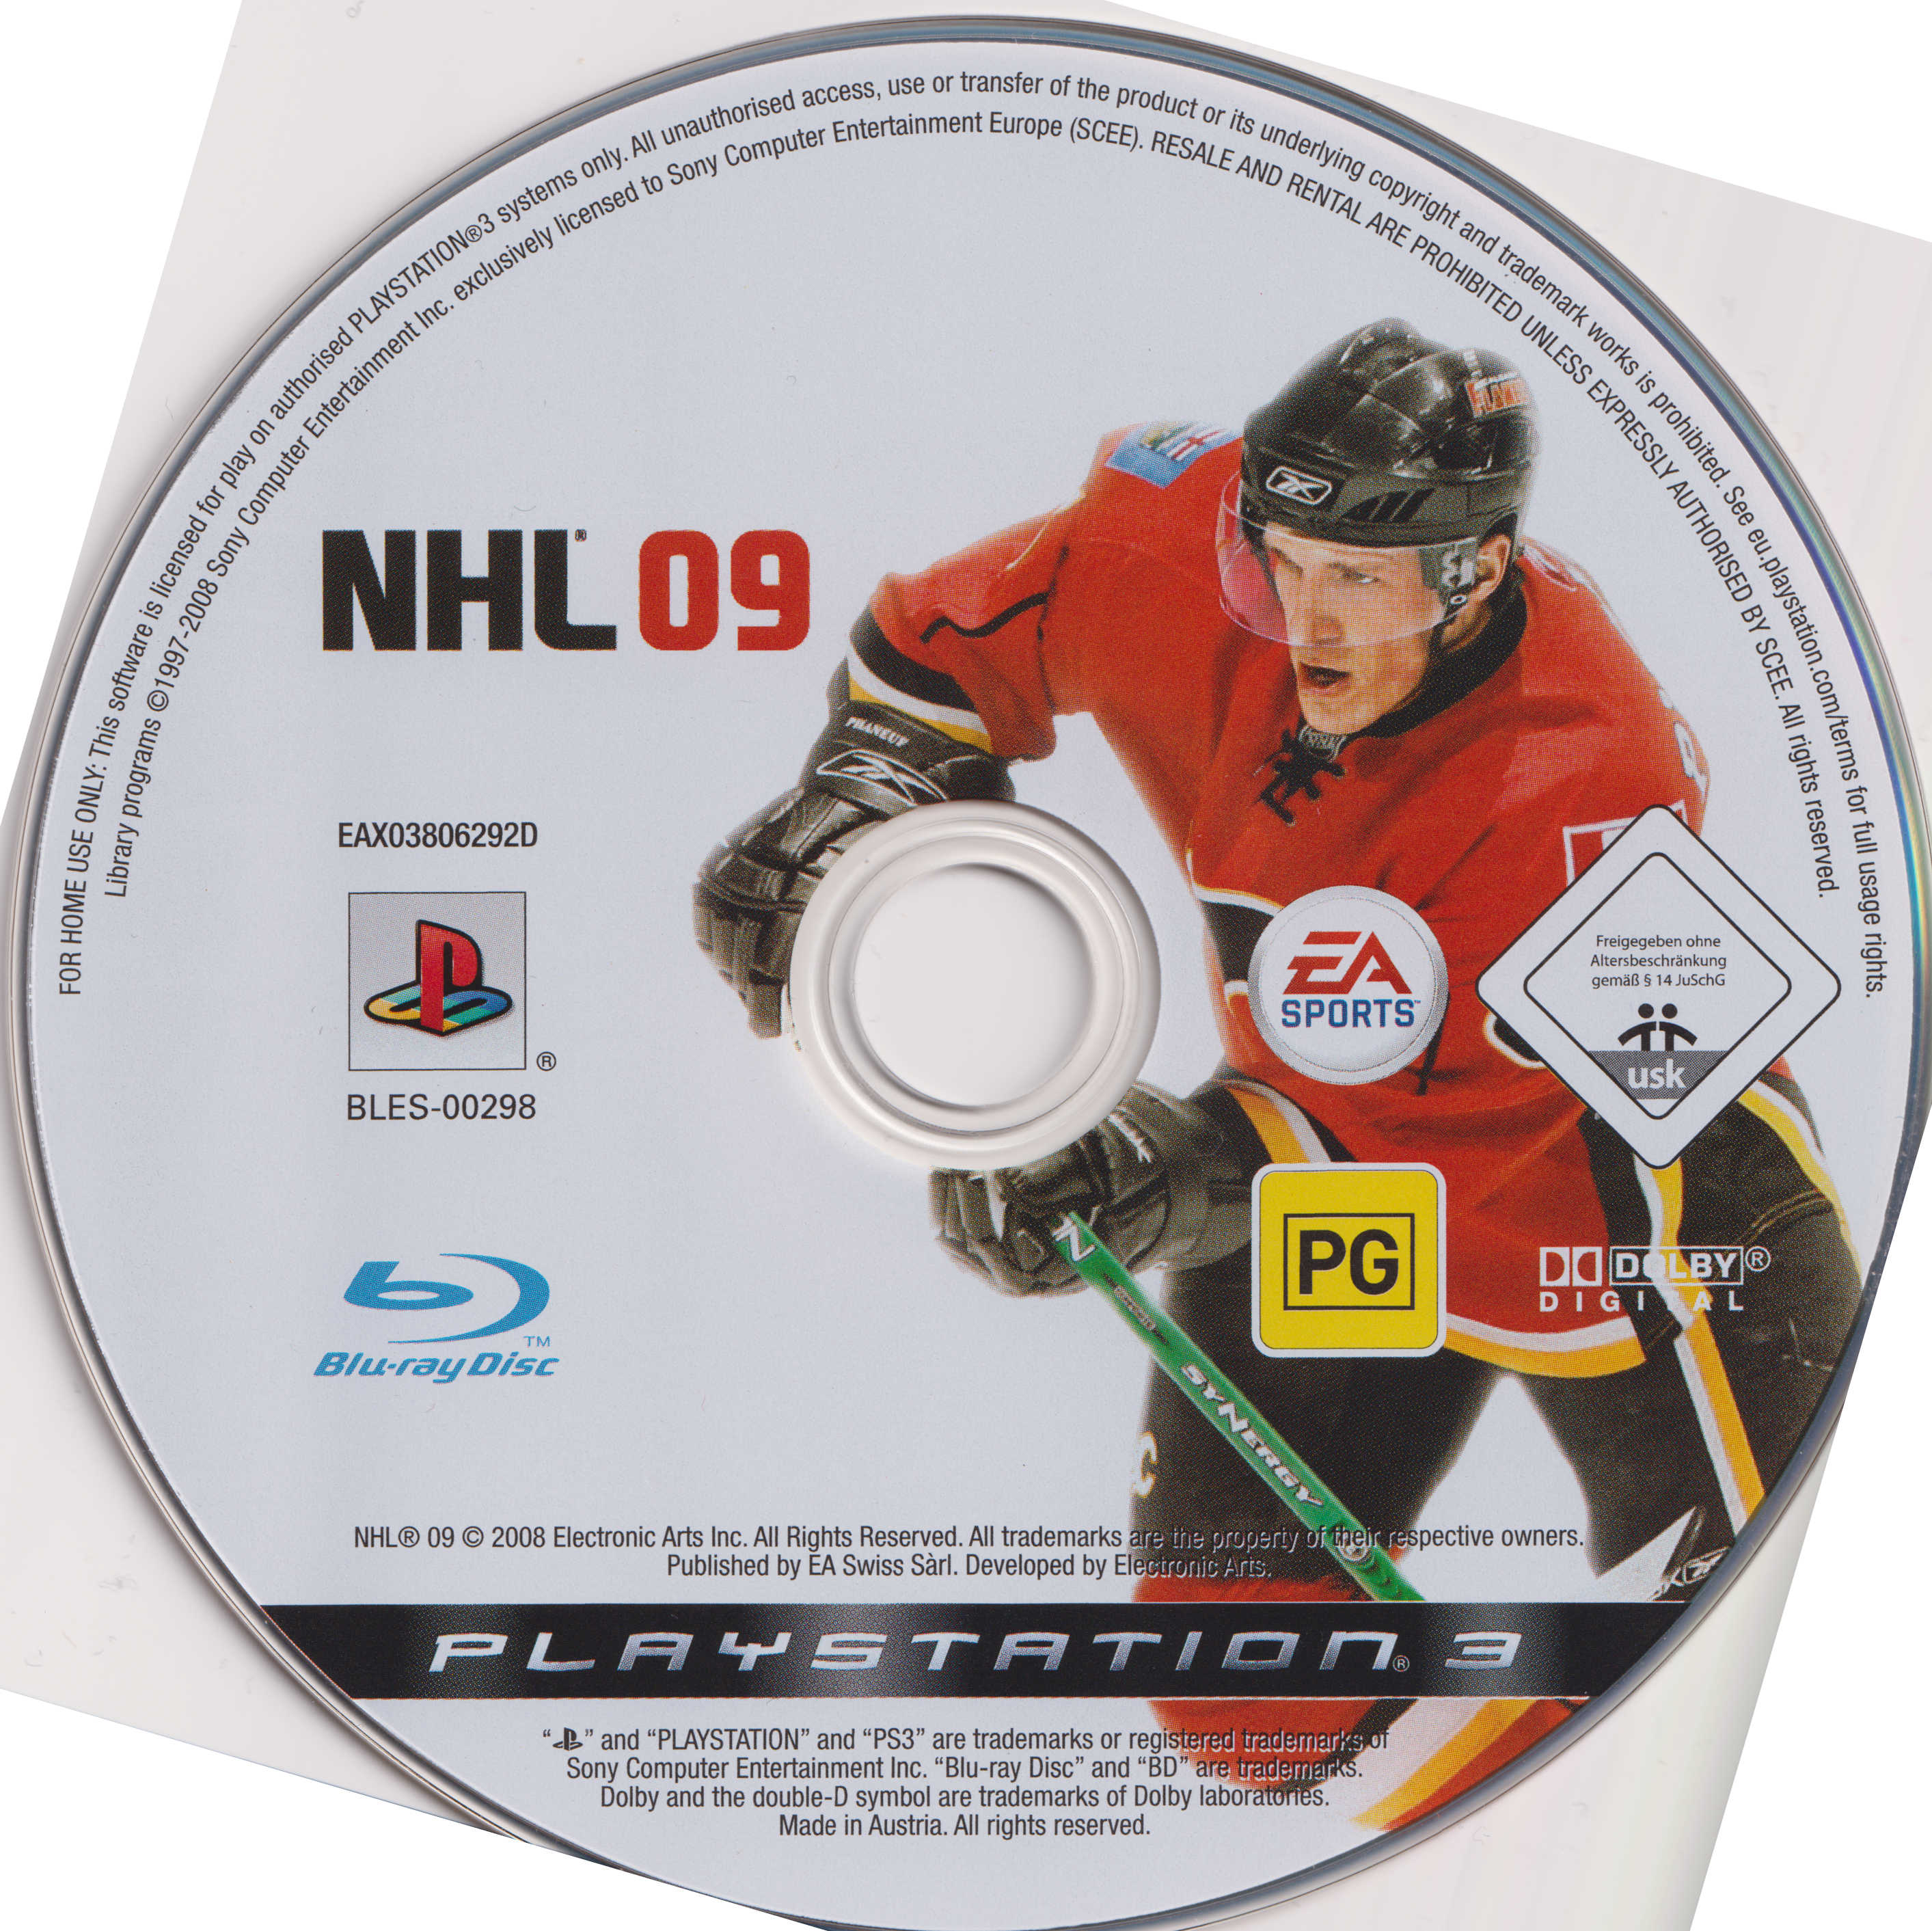 FOR HOME USE ONLY: This software is licensed for play on authorised PLAYSTATION®3 systems only. All unauthorised access, use or transfer of the product or its underlying copyright and trademark works is prohibited. See eu.playstation.com/terms for full usage rights.
Library programs ©1997-2008 Sony Computer Entertainment Inc. exclusively licensed to Sony Computer Entertainment Europe (SCEE). RESALE AND RENTAL ARE PROHIBITED UNLESS EXPRESSLY AUTHORISED BY SCEE. All rights reserved.
NHL® 09
PHANEUF
EAX03806292D
®
BLES-00298
EA
SPORTS™
Freigegeben ohne
Altersbeschränkung
gemäß § 14 JuSchG
usk
PG
DOLBY®
DIGITAL
TM
Blu-ray Disc
SYNERGY
C
NHL® 09 © 2008 Electronic Arts Inc. All Rights Reserved. All trademarks are the property of their respective owners.
Published by EA Swiss Sàrl. Developed by Electronic Arts.
PLAYSTATION® 3
“PS” and “PLAYSTATION” and “PS3” are trademarks or registered trademarks of
Sony Computer Entertainment Inc. “Blu-ray Disc” and “BD” are trademarks.
Dolby and the double-D symbol are trademarks of Dolby laboratories.
Made in Austria. All rights reserved.